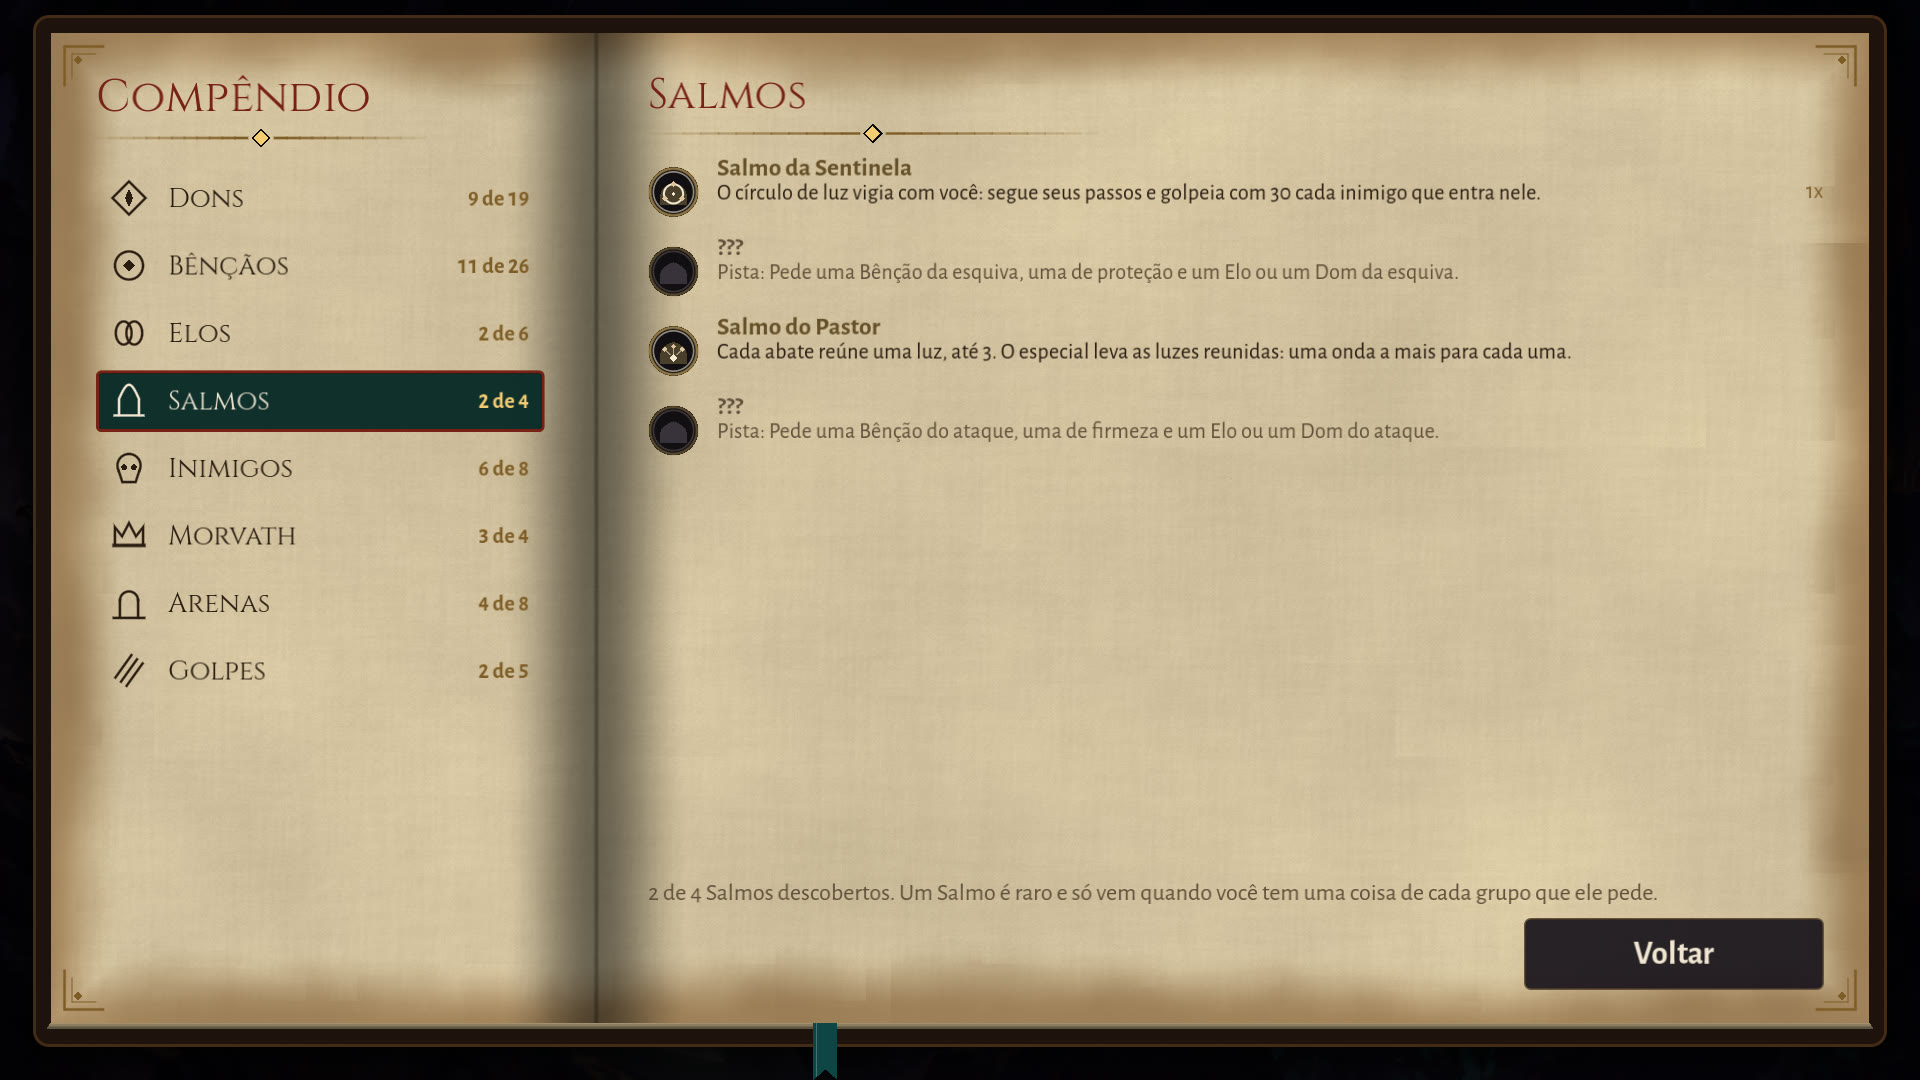 Compêndio
Dons 9 de 19
Bênçãos 11 de 26
Elos 2 de 6
Salmos 2 de 4
Inimigos 6 de 8
Morvath 3 de 4
Arenas 4 de 8
Golpes 2 de 5
Salmos
Salmo da Sentinela
O círculo de luz vigia com você: segue seus passos e golpeia com 30 cada inimigo que entra nele. 1x
???
Pista: Pede uma Bênção da esquiva, uma de proteção e um Elo ou um Dom da esquiva.
Salmo do Pastor
Cada abate reúne uma luz, até 3. O especial leva as luzes reunidas: uma onda a mais para cada uma.
???
Pista: Pede uma Bênção do ataque, uma de firmeza e um Elo ou um Dom do ataque.
2 de 4 Salmos descobertos. Um Salmo é raro e só vem quando você tem uma coisa de cada grupo que ele pede.
Voltar